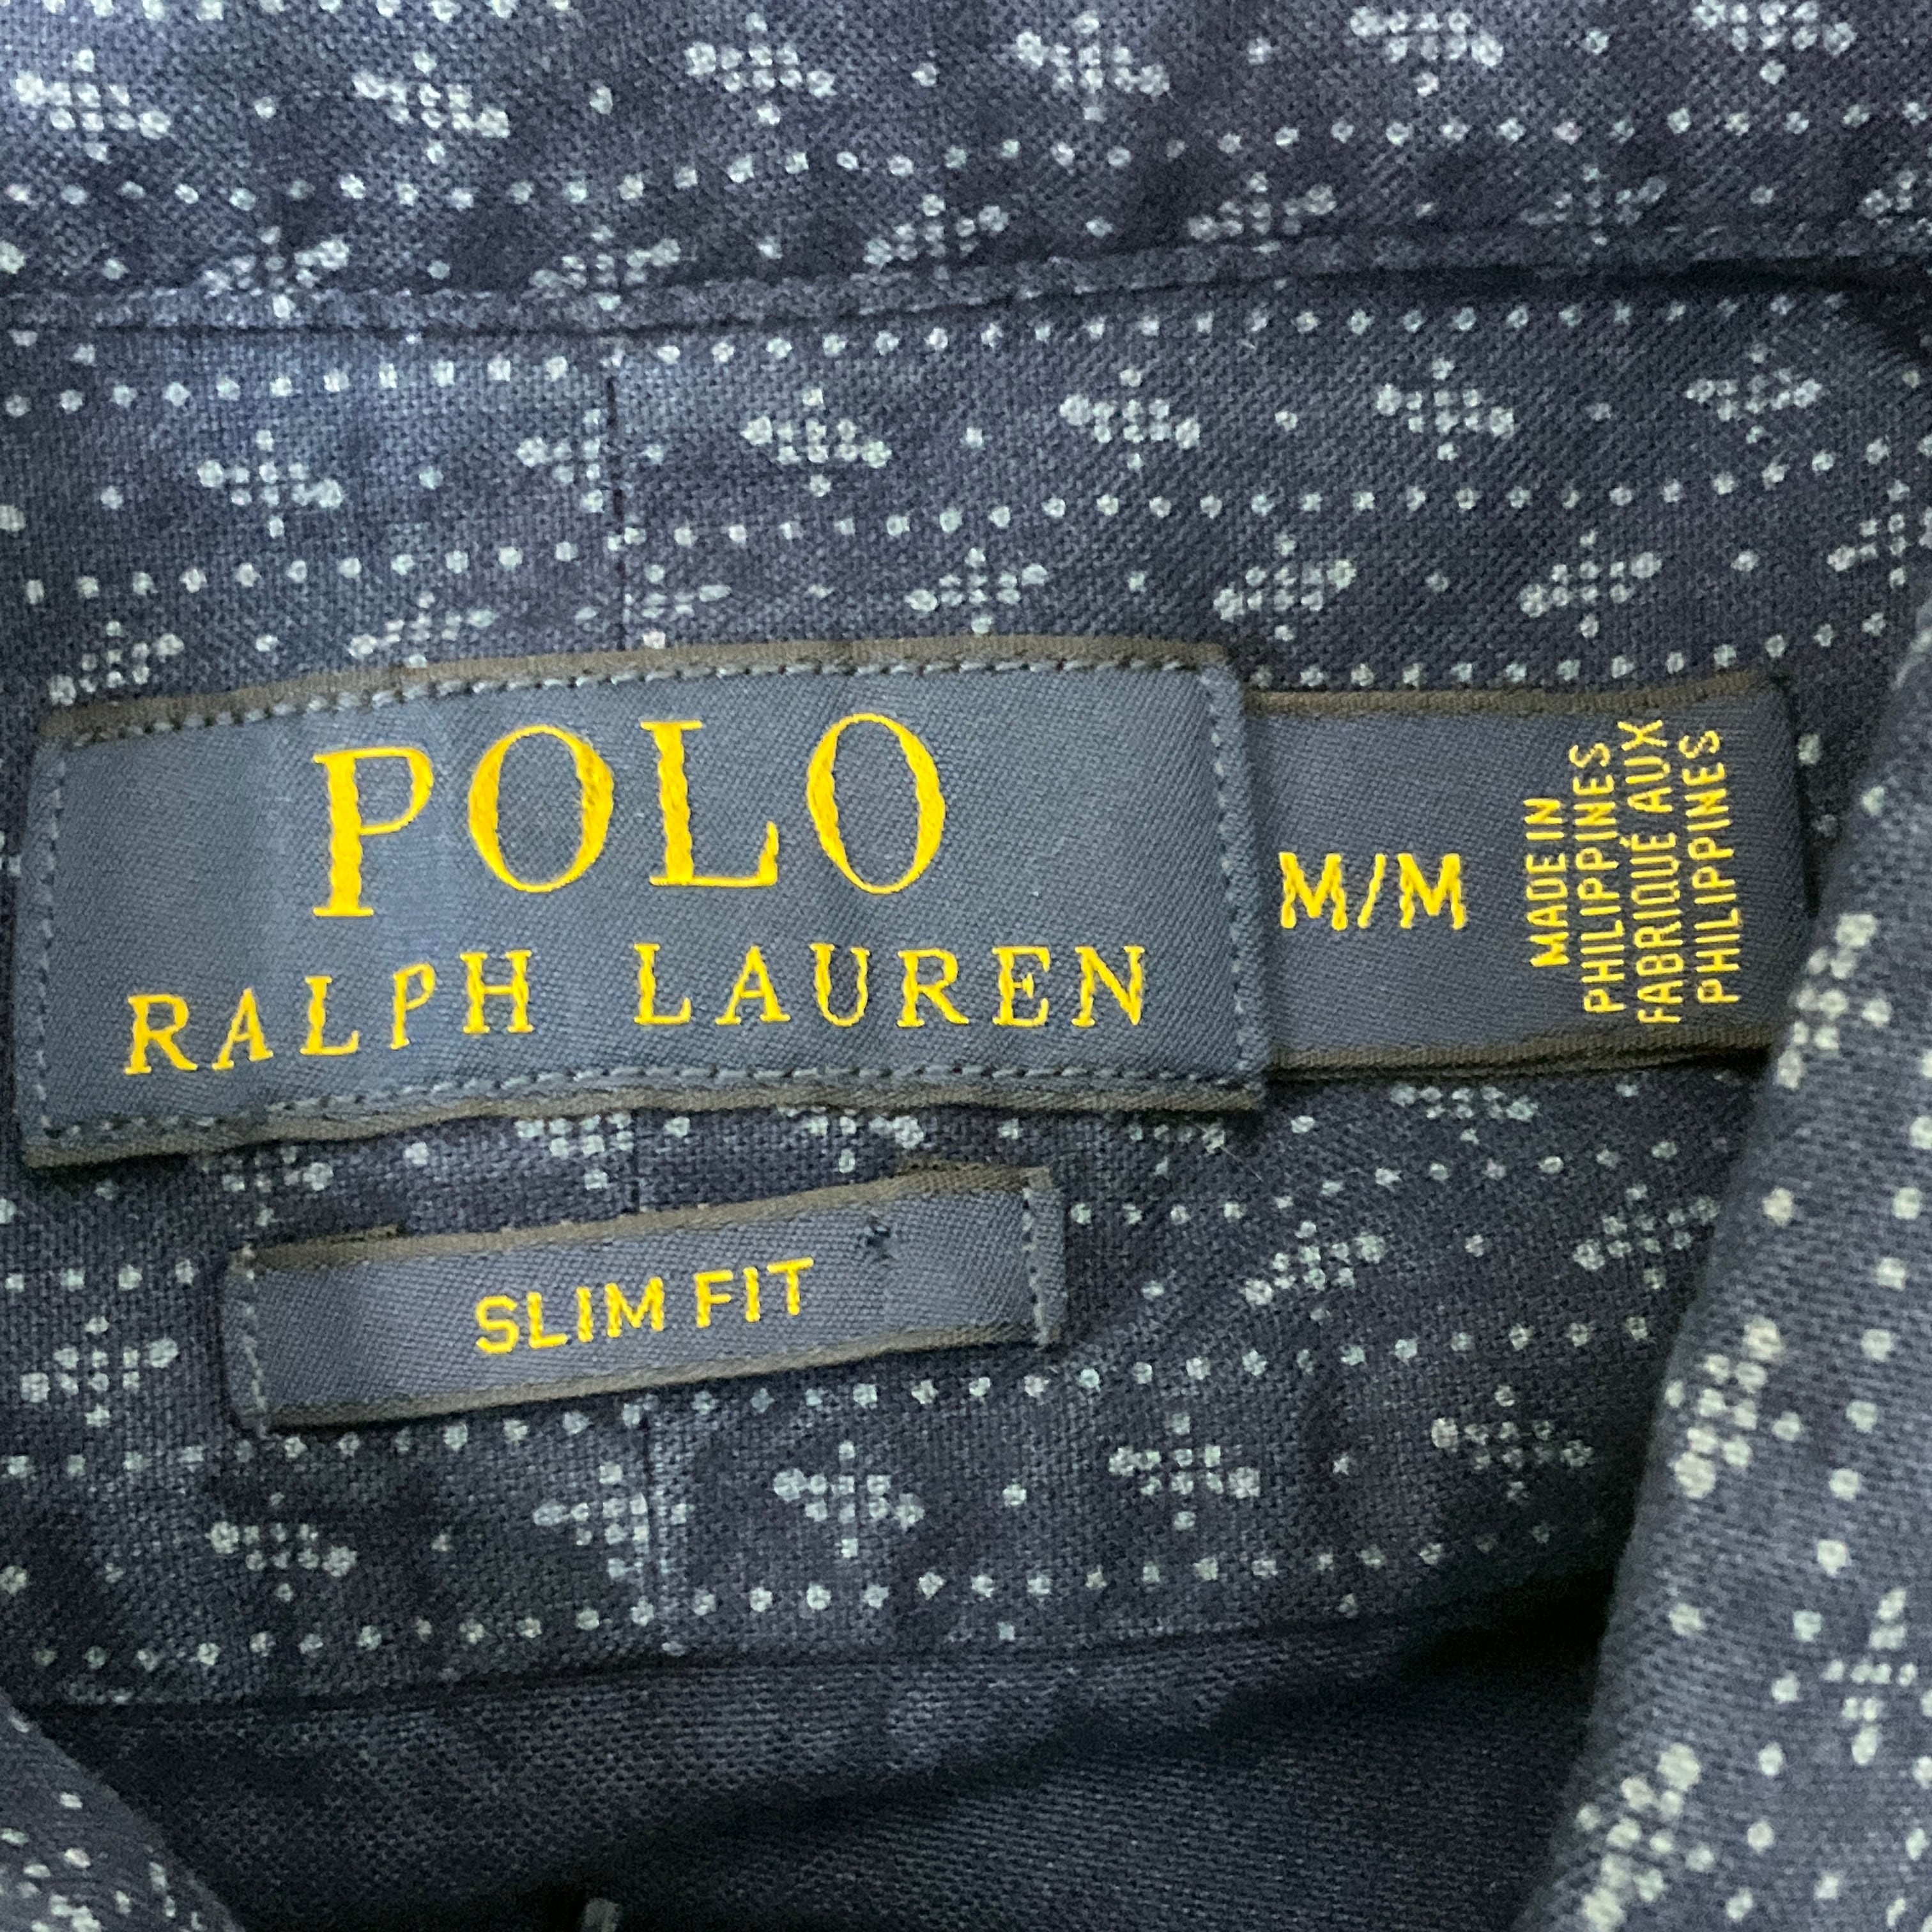 POLO
RALPH LAUREN
M/M
MADE IN
PHILIPPINES
FABRIQUÉ AUX
PHILIPPINES
SLIM FIT